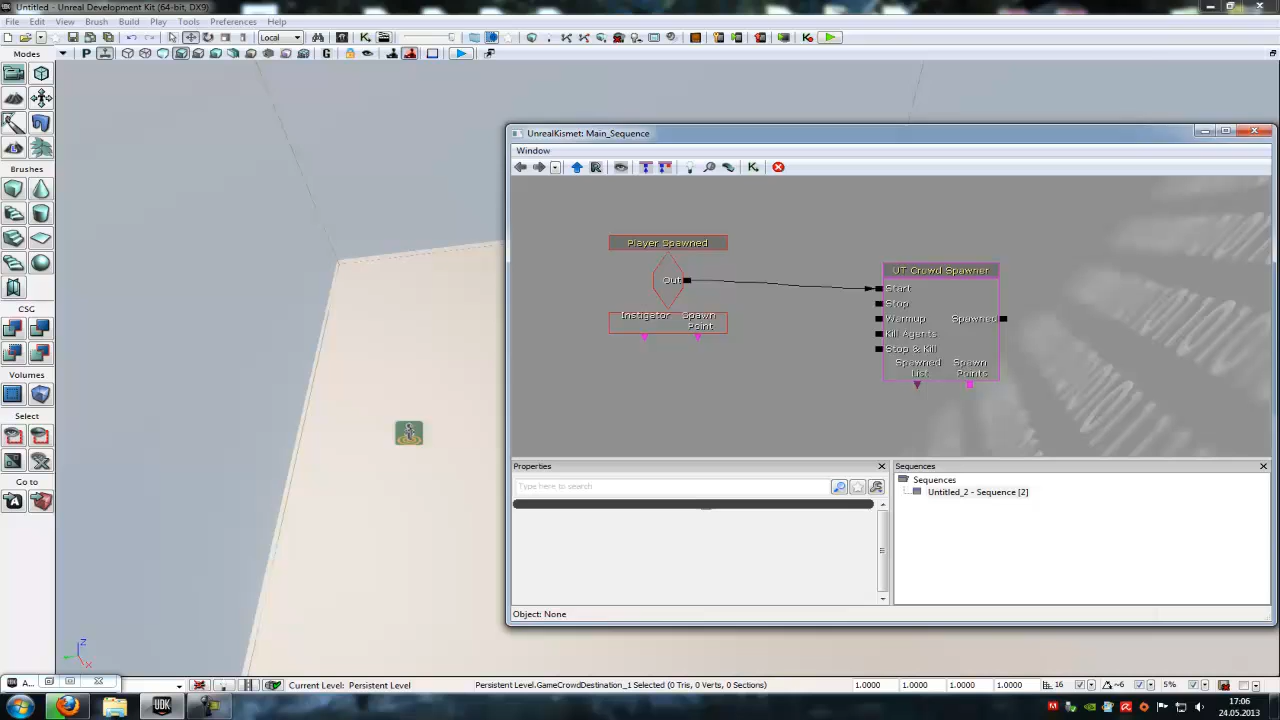 Untitled - Unreal Development Kit (64-bit, DX9)
File Edit View Brush Build Play Tools Preferences Help
Local
P G
Modes
Brushes
CSG
Volumes
Select
Go to
UnrealKismet: Main_Sequence
Window
Player Spawned
Out
Instigator Spawn
Point
UT Crowd Spawner
Start
Stop
Warmup Spawned
Kill Agents
Stop & Kill
Spawned Spawn
List Points
Properties
Type here to search
Object: None
Sequences
Sequences
Untitled_2 - Sequence [2]
A...
Current Level: Persistent Level
Persistent Level.GameCrowdDestination_1 Selected (0 Tris, 0 Verts, 0 Sections)
1.0000 1.0000 1.0000 1.0000
16
~6
5%
Z
X
UDK
17:06
24.05.2013